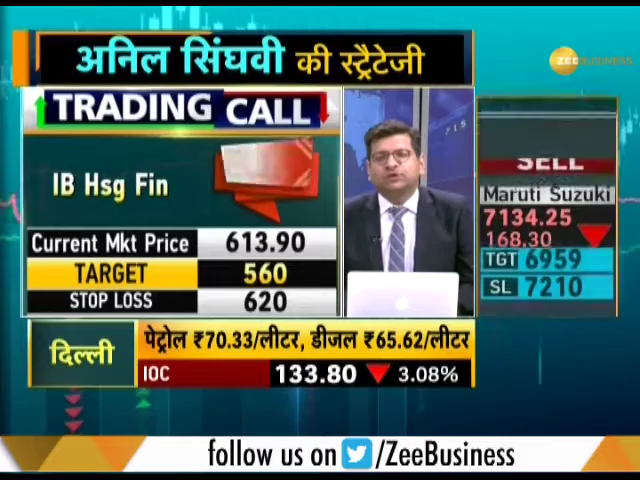 अनिल सिंघवी की स्ट्रैटेजी
ZEE BUSINESS
TRADING CALL
IB Hsg Fin
Current Mkt Price 613.90
TARGET 560
STOP LOSS 620
SELL
Maruti Suzuki
7134.25
168.30
TGT 6959
SL 7210
दिल्ली
पेट्रोल ₹70.33/लीटर, डीजल ₹65.62/लीटर
IOC 133.80 3.08%
follow us on /ZeeBusiness